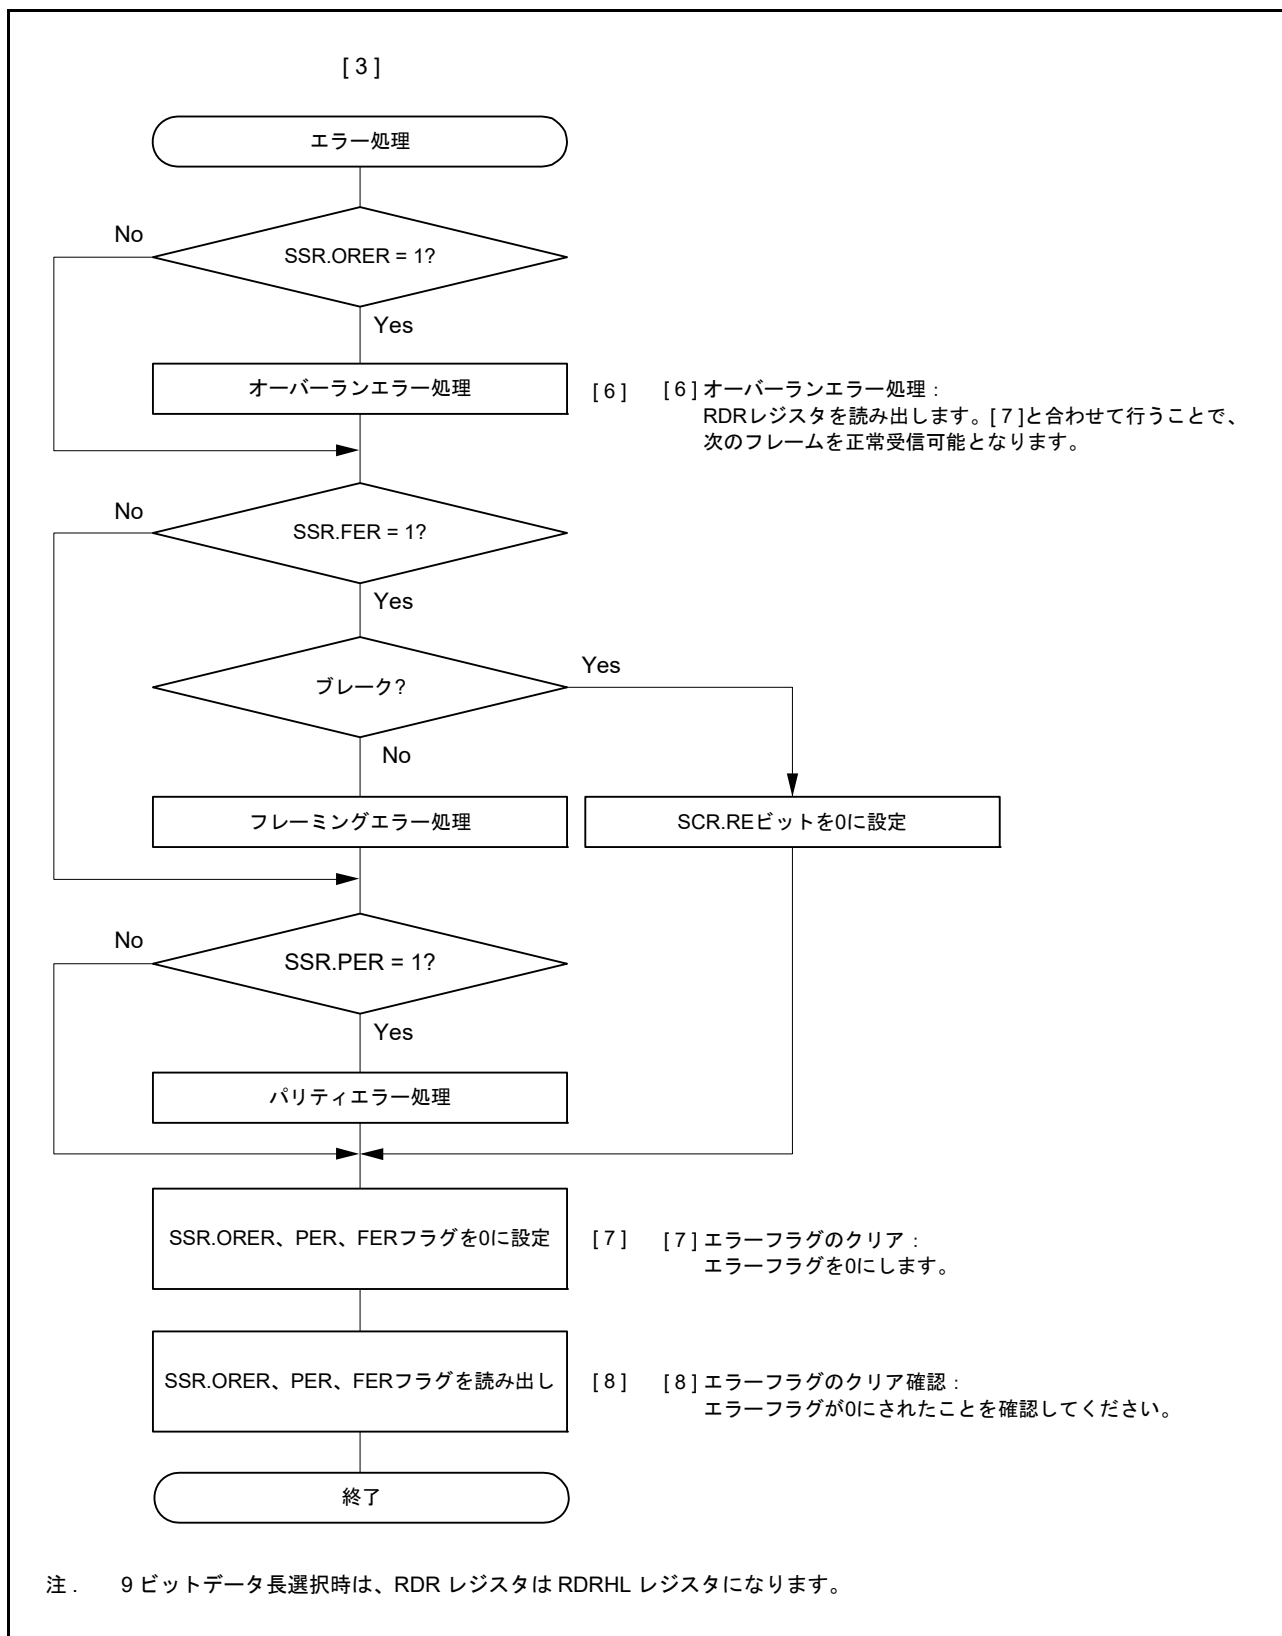 [ 3 ]
エラー処理
No
SSR.ORER = 1?
Yes
オーバーランエラー処理
[ 6 ]
[ 6 ] オーバーランエラー処理 :
RDRレジスタを読み出します。[ 7 ]と合わせて行うことで、
次のフレームを正常受信可能となります。
No
SSR.FER = 1?
Yes
ブレーク?
Yes
No
フレーミングエラー処理
SCR.REビットを0に設定
No
SSR.PER = 1?
Yes
パリティエラー処理
SSR.ORER、PER、FERフラグを0に設定
[ 7 ]
[ 7 ] エラーフラグのクリア :
エラーフラグを0にします。
SSR.ORER、PER、FERフラグを読み出し
[ 8 ]
[ 8 ] エラーフラグのクリア確認 :
エラーフラグが0にされたことを確認してください。
終了
注 . 9 ビットデータ長選択時は、RDR レジスタは RDRHL レジスタになります。